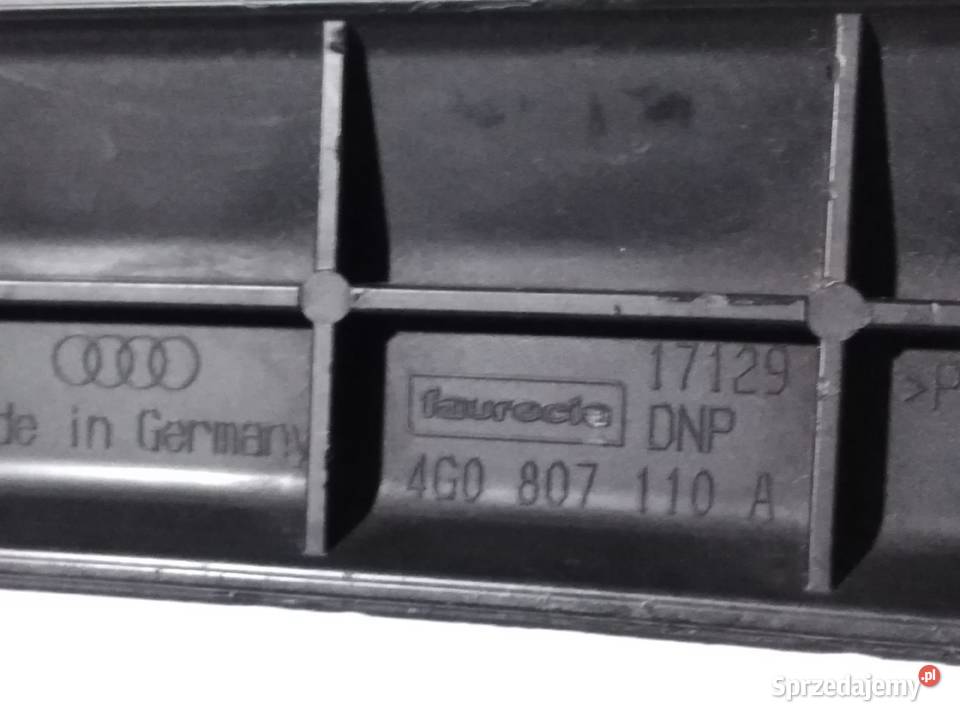 17129
faurecia
DNP
de in Germany
4G0 807 110 A
>P
Sprzedajemy.pl